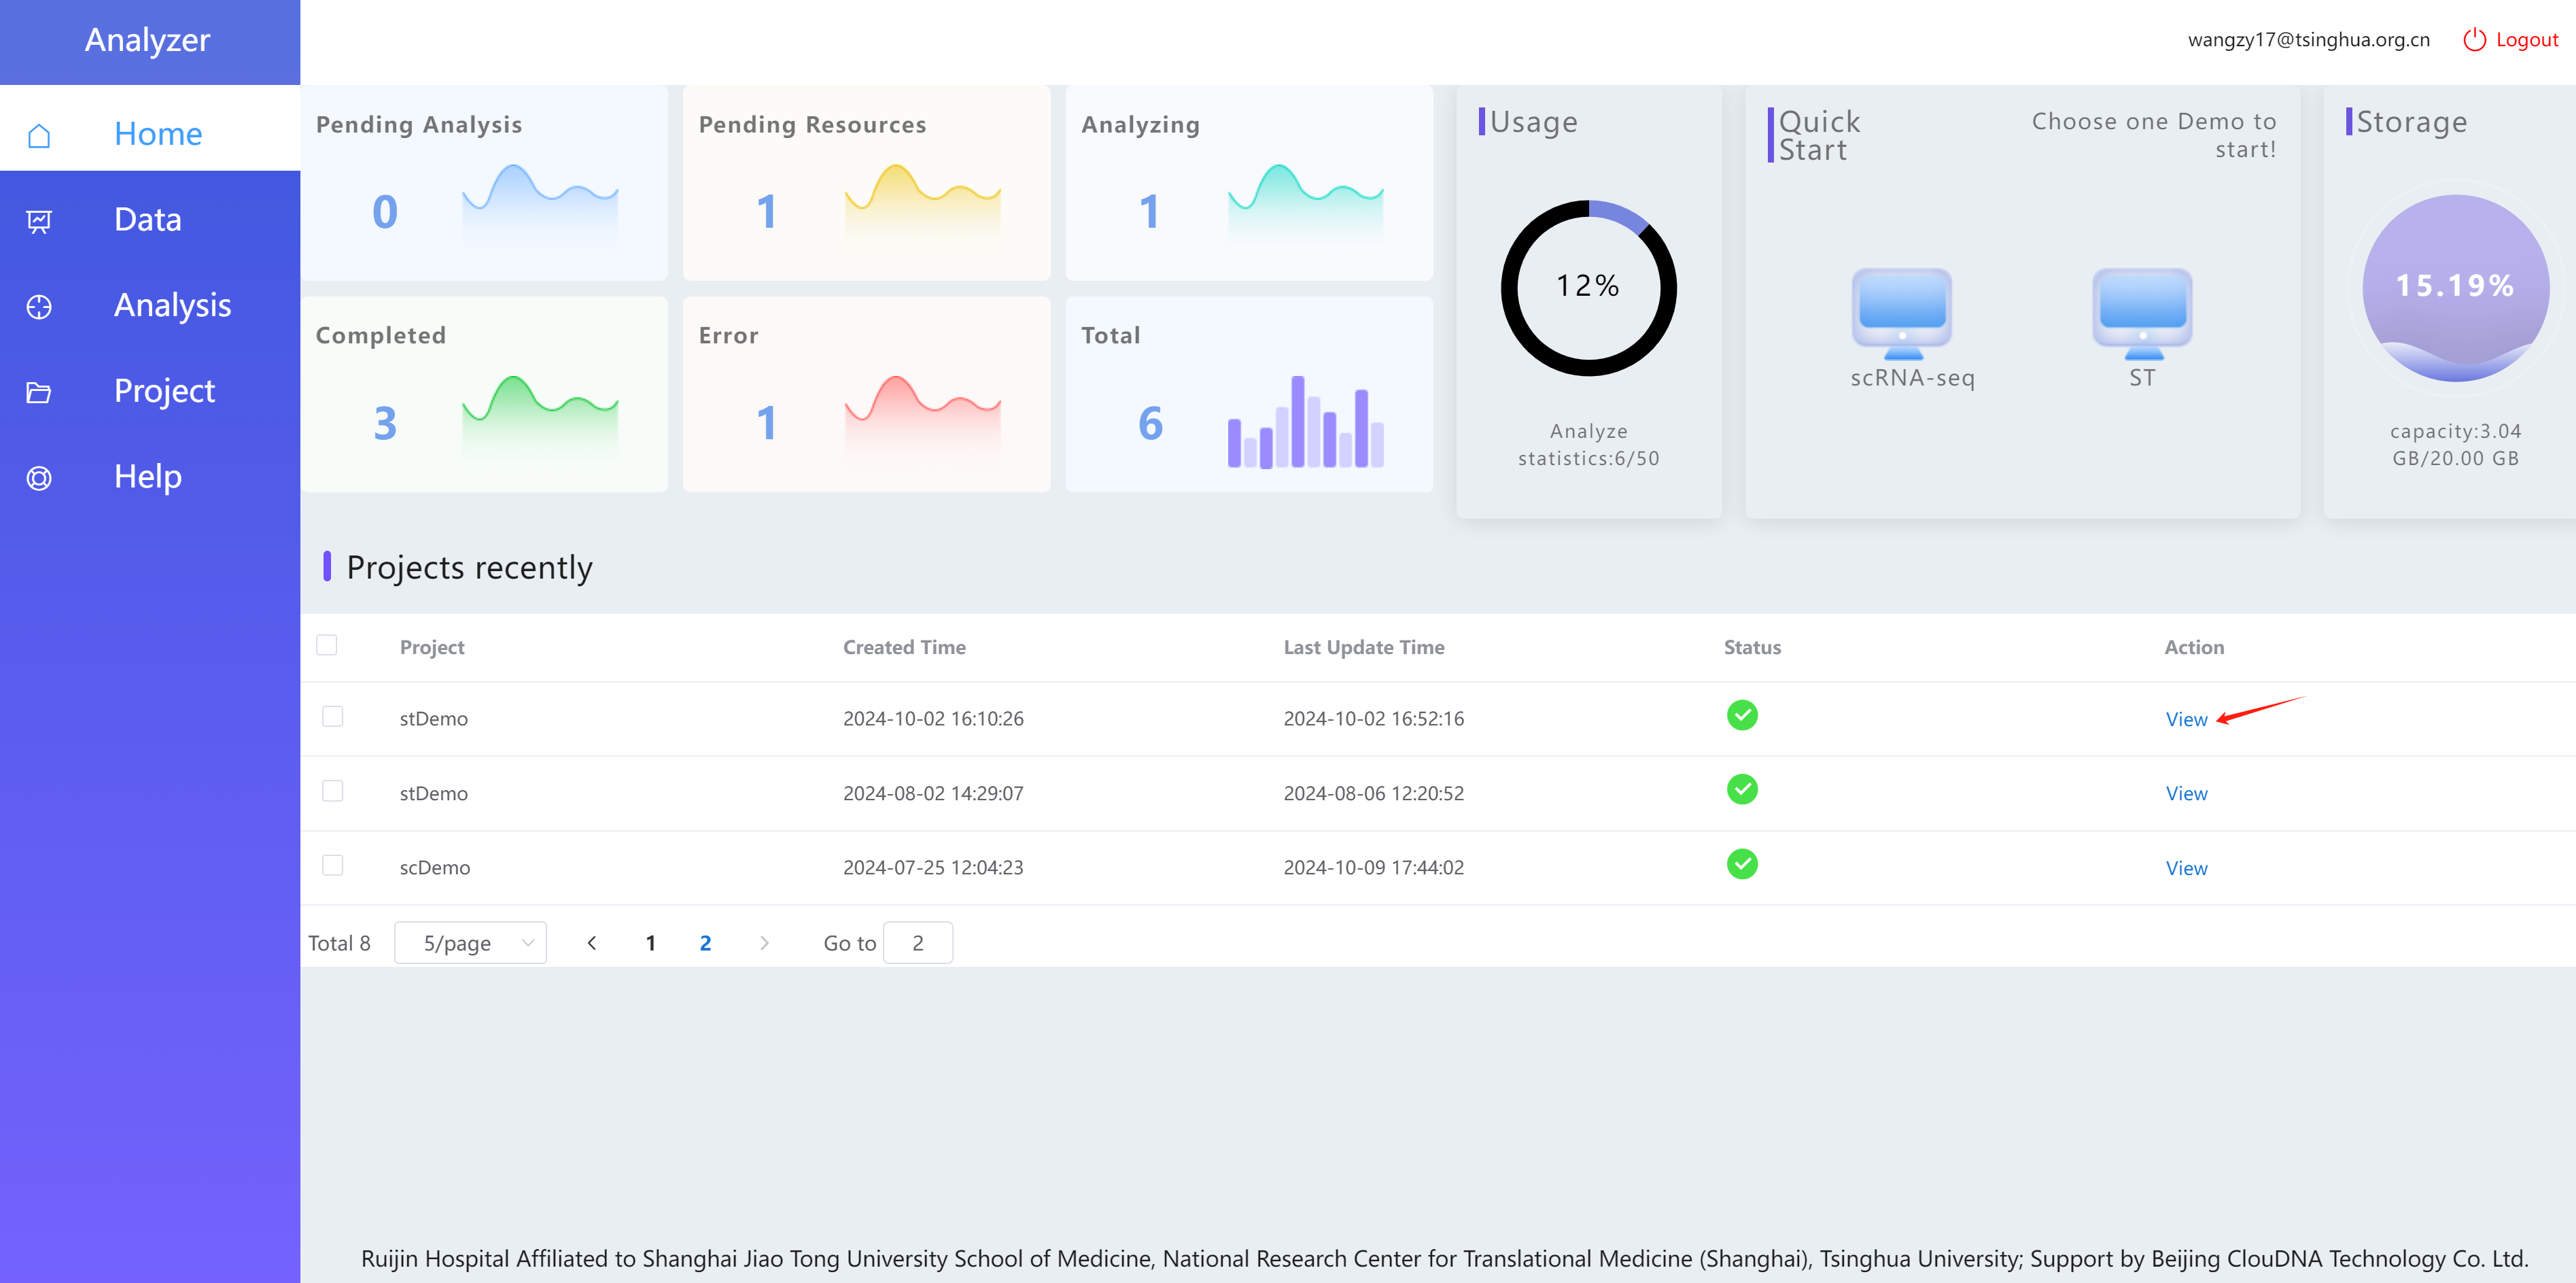 Analyzer
wangzy17@tsinghua.org.cn
Logout
Home
Data
Analysis
Project
Help
Pending Analysis
0
Pending Resources
1
Analyzing
1
Completed
3
Error
1
Total
6
Usage
12%
Analyze
statistics:6/50
Quick
Start
Choose one Demo to
start!
scRNA-seq
ST
Storage
15.19%
capacity:3.04
GB/20.00 GB
Projects recently
Project Created Time Last Update Time Status Action
stDemo 2024-10-02 16:10:26 2024-10-02 16:52:16 View
stDemo 2024-08-02 14:29:07 2024-08-06 12:20:52 View
scDemo 2024-07-25 12:04:23 2024-10-09 17:44:02 View
Total 8 5/page 1 2 Go to 2
Ruijin Hospital Affiliated to Shanghai Jiao Tong University School of Medicine, National Research Center for Translational Medicine (Shanghai), Tsinghua University; Support by Beijing ClouDNA Technology Co. Ltd.